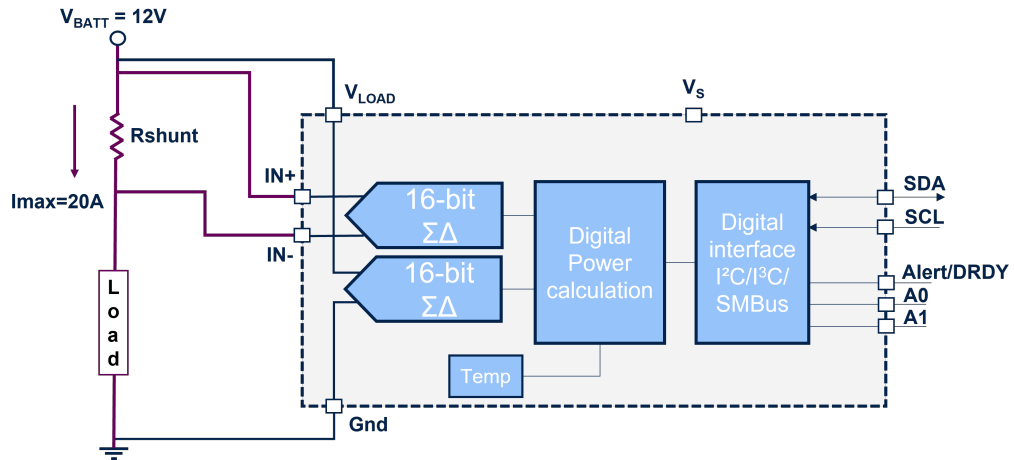 V_BATT = 12V
V_LOAD
V_S
Rshunt
Imax=20A
IN+
IN-
16-bit
ΣΔ
16-bit
ΣΔ
Digital
Power
calculation
Digital
interface
I²C/I³C/
SMBus
SDA
SCL
Alert/DRDY
A0
A1
L
o
a
d
Temp
Gnd